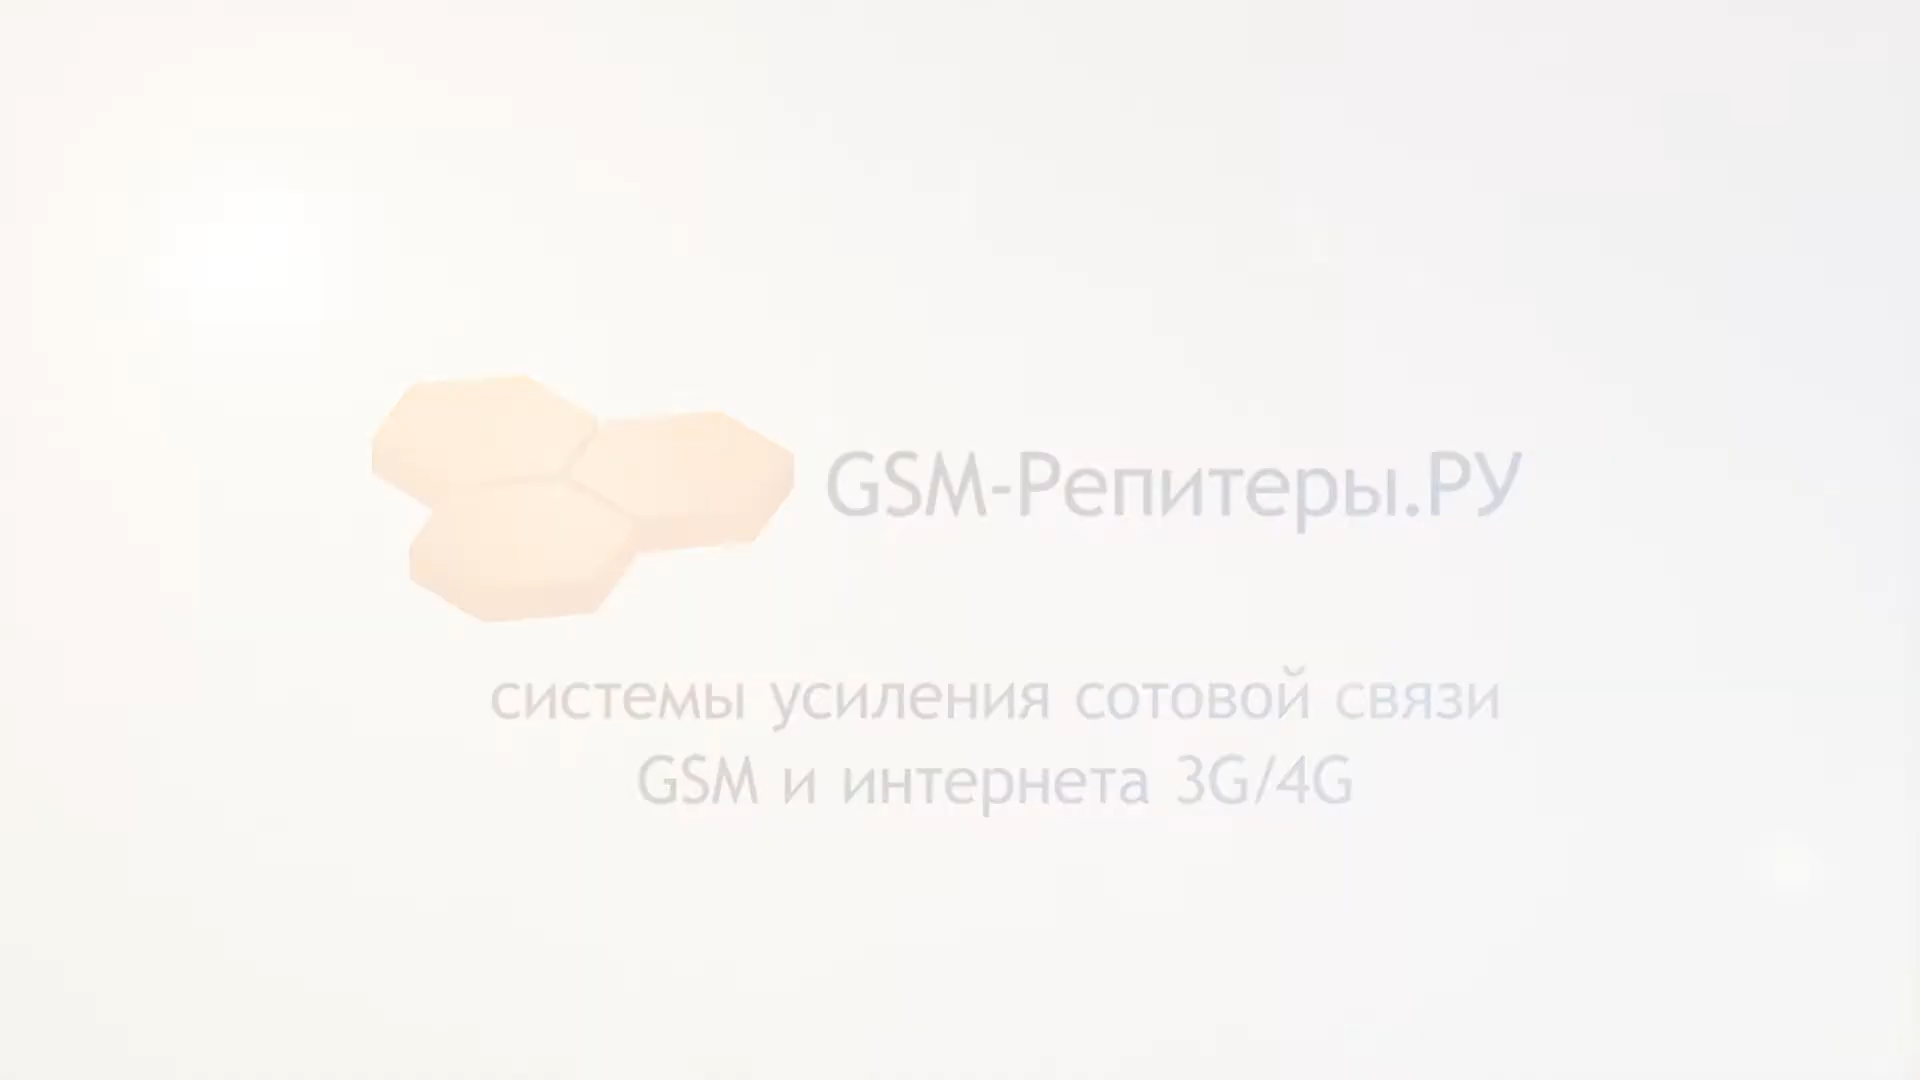 GSM-Репитеры.РУ
системы усиления сотовой связи
GSM и интернета 3G/4G